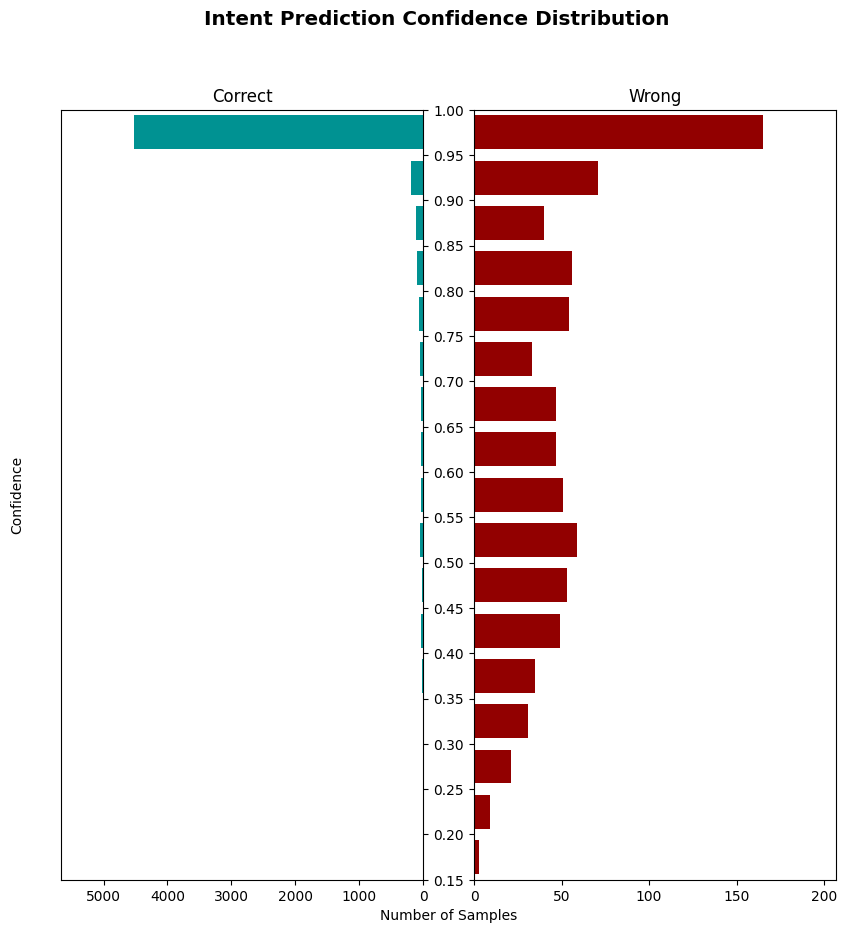 Intent Prediction Confidence Distribution
Correct
Wrong
1.00
0.95
0.90
0.85
0.80
0.75
0.70
0.65
0.60
0.55
0.50
0.45
0.40
0.35
0.30
0.25
0.20
0.15
Confidence
5000 4000 3000 2000 1000 0
0 50 100 150 200
Number of Samples